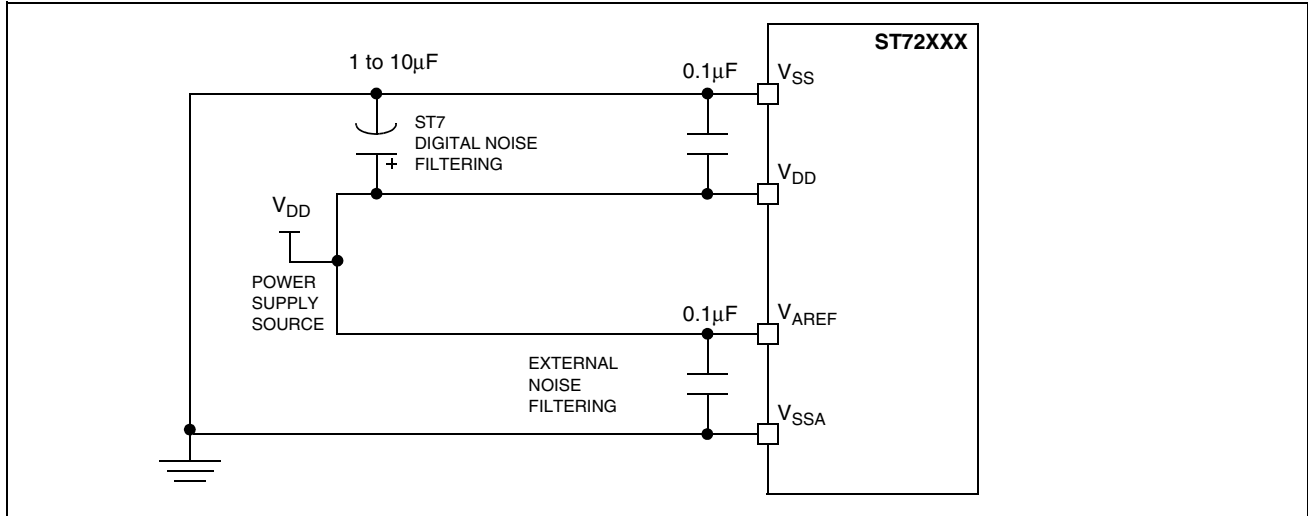 ST72XXX
1 to 10μF
0.1μF
VSS
ST7
DIGITAL NOISE
FILTERING
+
VDD
VDD
POWER
SUPPLY
SOURCE
0.1μF
VAREF
EXTERNAL
NOISE
FILTERING
VSSA